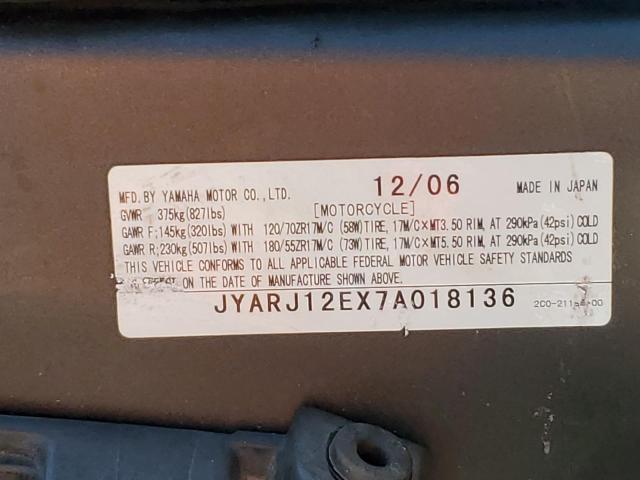 MFD. BY YAMAHA MOTOR CO., LTD. 12/06 MADE IN JAPAN
GVWR 375kg(827lbs) [MOTORCYCLE]
GAWR F;145kg(320lbs) WITH 120/70ZR17M/C (58W)TIRE, 17M/C×MT3.50 RIM, AT 290kPa(42psi)COLD
GAWR R;230kg(507lbs) WITH 180/55ZR17M/C (73W)TIRE, 17M/C×MT5.50 RIM, AT 290kPa(42psi)COLD
THIS VEHICLE CONFORMS TO ALL APPLICABLE FEDERAL MOTOR VEHICLE SAFETY STANDARDS
ON THE DATE OF MANUFACTURE SHOWN ABOVE.
JYARJ12EX7A018136